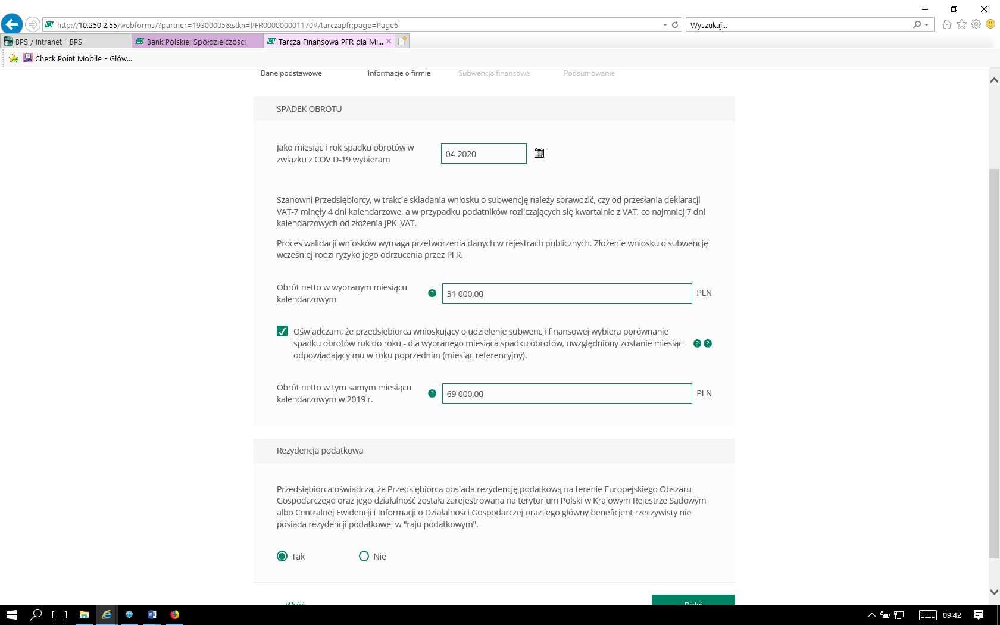 http://10.250.2.55/webforms/?partner=19300005&stkn=PFR000000001170#/tarczapfr;page=Page6
Wyszukaj...
BPS / Intranet - BPS
Bank Polskiej Spółdzielczości
Tarcza Finansowa PFR dla Mi...
Check Point Mobile - Głów...
Dane podstawowe
Informacje o firmie
Subwencja finansowa
Podsumowanie
SPADEK OBROTU
Jako miesiąc i rok spadku obrotów w
związku z COVID-19 wybieram
04-2020
Szanowni Przedsiębiorcy, w trakcie składania wniosku o subwencję należy sprawdzić, czy od przesłania deklaracji
VAT-7 minęły 4 dni kalendarzowe, a w przypadku podatników rozliczających się kwartalnie z VAT, co najmniej 7 dni
kalendarzowych od złożenia JPK_VAT.
Proces walidacji wniosków wymaga przetworzenia danych w rejestrach publicznych. Złożenie wniosku o subwencję
wcześniej rodzi ryzyko jego odrzucenia przez PFR.
Obrót netto w wybranym miesiącu
kalendarzowym
?
31 000,00
PLN
Oświadczam, że przedsiębiorca wnioskujący o udzielenie subwencji finansowej wybiera porównanie
spadku obrotów rok do roku - dla wybranego miesiąca spadku obrotów, uwzględniony zostanie miesiąc
odpowiadający mu w roku poprzednim (miesiąc referencyjny).
? ?
Obrót netto w tym samym miesiącu
kalendarzowym w 2019 r.
?
69 000,00
PLN
Rezydencja podatkowa
Przedsiębiorca oświadcza, że Przedsiębiorca posiada rezydencję podatkową na terenie Europejskiego Obszaru
Gospodarczego oraz jego działalność została zarejestrowana na terytorium Polski w Krajowym Rejestrze Sądowym
albo Centralnej Ewidencji i Informacji o Działalności Gospodarczej oraz jego główny beneficjent rzeczywisty nie
posiada rezydencji podatkowej w "raju podatkowym".
Tak
Nie
Wróć
Dalej
09:42